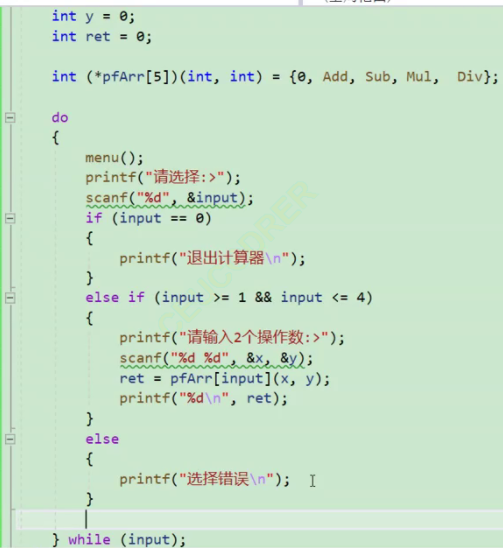 int y = 0;
int ret = 0;
int (*pfArr[5])(int, int) = {0, Add, Sub, Mul,  Div};
do
{
menu();
printf("请选择:>");
scanf("%d", &input);
if (input == 0)
{
printf("退出计算器\n");
}
else if (input >= 1 && input <= 4)
{
printf("请输入2个操作数:>");
scanf("%d %d", &x, &y);
ret = pfArr[input](x, y);
printf("%d\n", ret);
}
else
{
printf("选择错误\n");
}
} while (input);